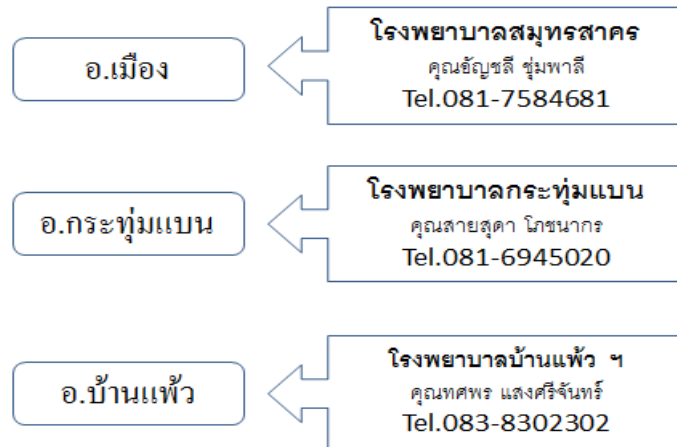 อ.เมือง
โรงพยาบาลสมุทรสาคร
คุณธัญชลี ชุ่มพาลี
Tel.081-7584681
อ.กระทุ่มแบน
โรงพยาบาลกระทุ่มแบน
คุณสายสุดา โภชนากร
Tel.081-6945020
อ.บ้านแพ้ว
โรงพยาบาลบ้านแพ้ว ฯ
คุณทศพร แสงศรีจันทร์
Tel.083-8302302